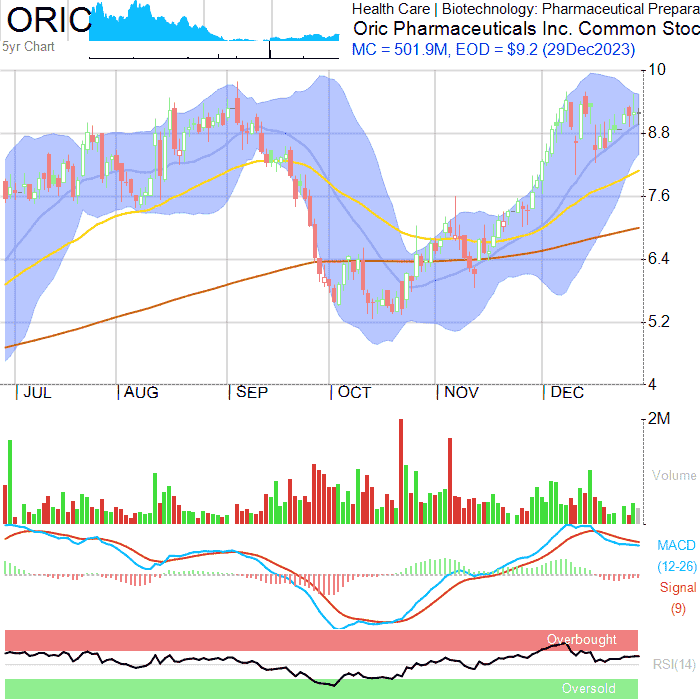 ORIC
5yr Chart
Health Care | Biotechnology: Pharmaceutical Prepara
Oric Pharmaceuticals Inc. Common Stoc
MC = 501.9M, EOD = $9.2 (29Dec2023)
10
8.8
7.6
6.4
5.2
4
JUL AUG SEP OCT NOV DEC
2M
Volume
MACD
(12-26)
Signal
(9)
Overbought
RSI(14)
Oversold